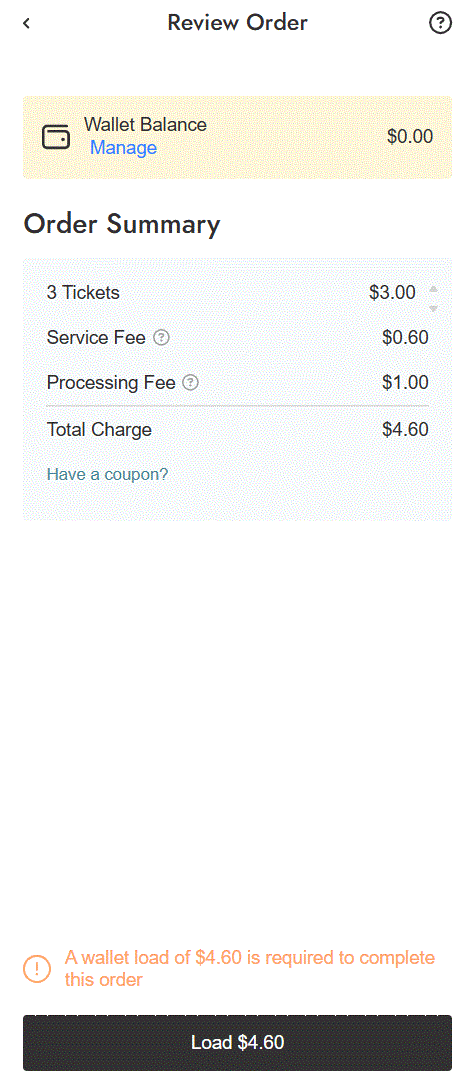 Review Order
Wallet Balance
Manage
$0.00
Order Summary
3 Tickets $3.00
Service Fee $0.60
Processing Fee $1.00
Total Charge $4.60
Have a coupon?
A wallet load of $4.60 is required to complete
this order
Load $4.60